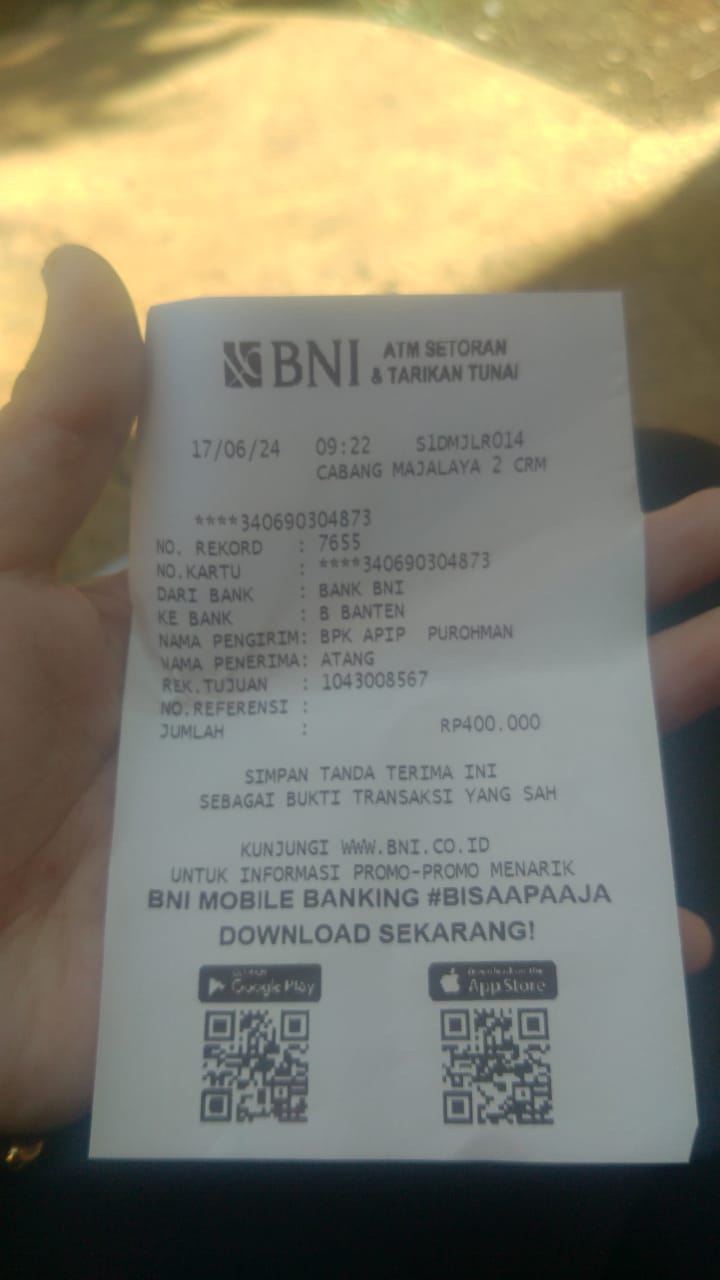 BNI ATM SETORAN
& TARIKAN TUNAI
17/06/24 09:22 S1DMJLR014
CABANG MAJALAYA 2 CRM
****340690304873
NO. REKORD : 7655
NO.KARTU : ****340690304873
DARI BANK : BANK BNI
KE BANK : B BANTEN
NAMA PENGIRIM: BPK APIP PUROHMAN
NAMA PENERIMA: ATANG
REK.TUJUAN : 1043008567
NO.REFERENSI :
JUMLAH : RP400.000
SIMPAN TANDA TERIMA INI
SEBAGAI BUKTI TRANSAKSI YANG SAH
KUNJUNGI WWW.BNI.CO.ID
UNTUK INFORMASI PROMO-PROMO MENARIK
BNI MOBILE BANKING #BISAAPAAJA
DOWNLOAD SEKARANG!
Google Play
Download on the
App Store